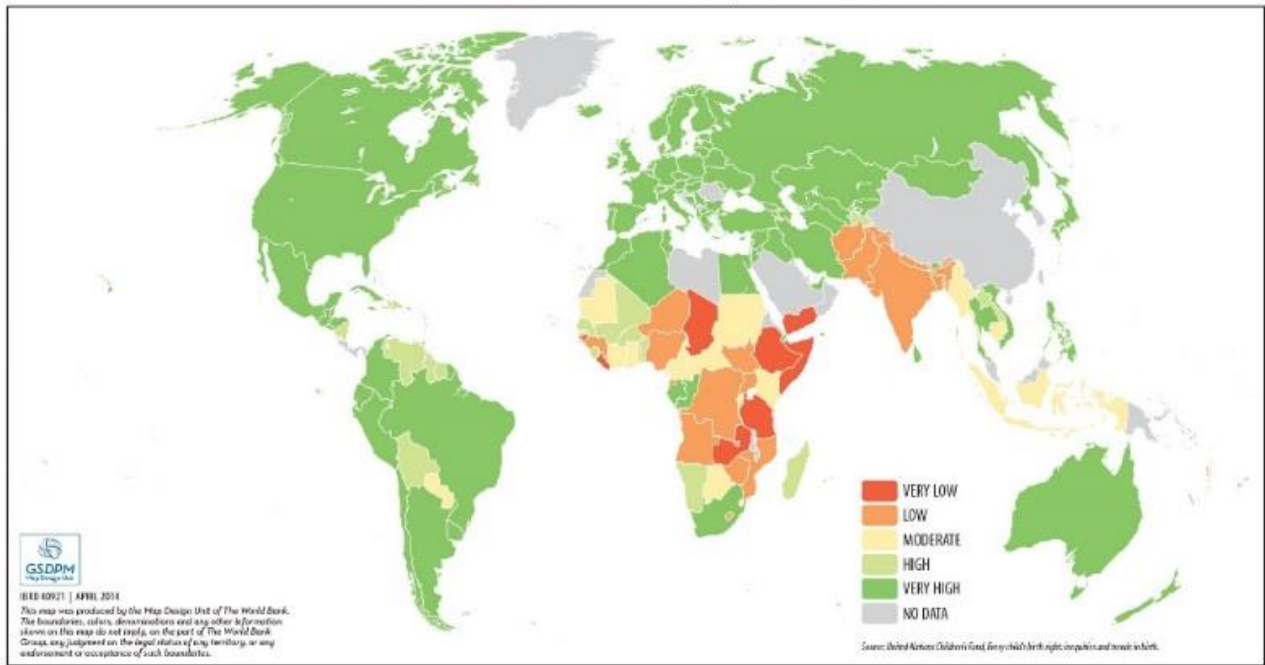 VERY LOW
LOW
MODERATE
HIGH
VERY HIGH
NO DATA
GSDPM
Map Design Unit
IBRD 40921 | APRIL 2014
This map was produced by the Map Design Unit of The World Bank.
The boundaries, colors, denominations and any other information
shown on this map do not imply, on the part of The World Bank
Group, any judgment on the legal status of any territory, or any
endorsement or acceptance of such boundaries.
Source: United Nations Children's Fund, Every child's birth right: inequities and trends in birth.